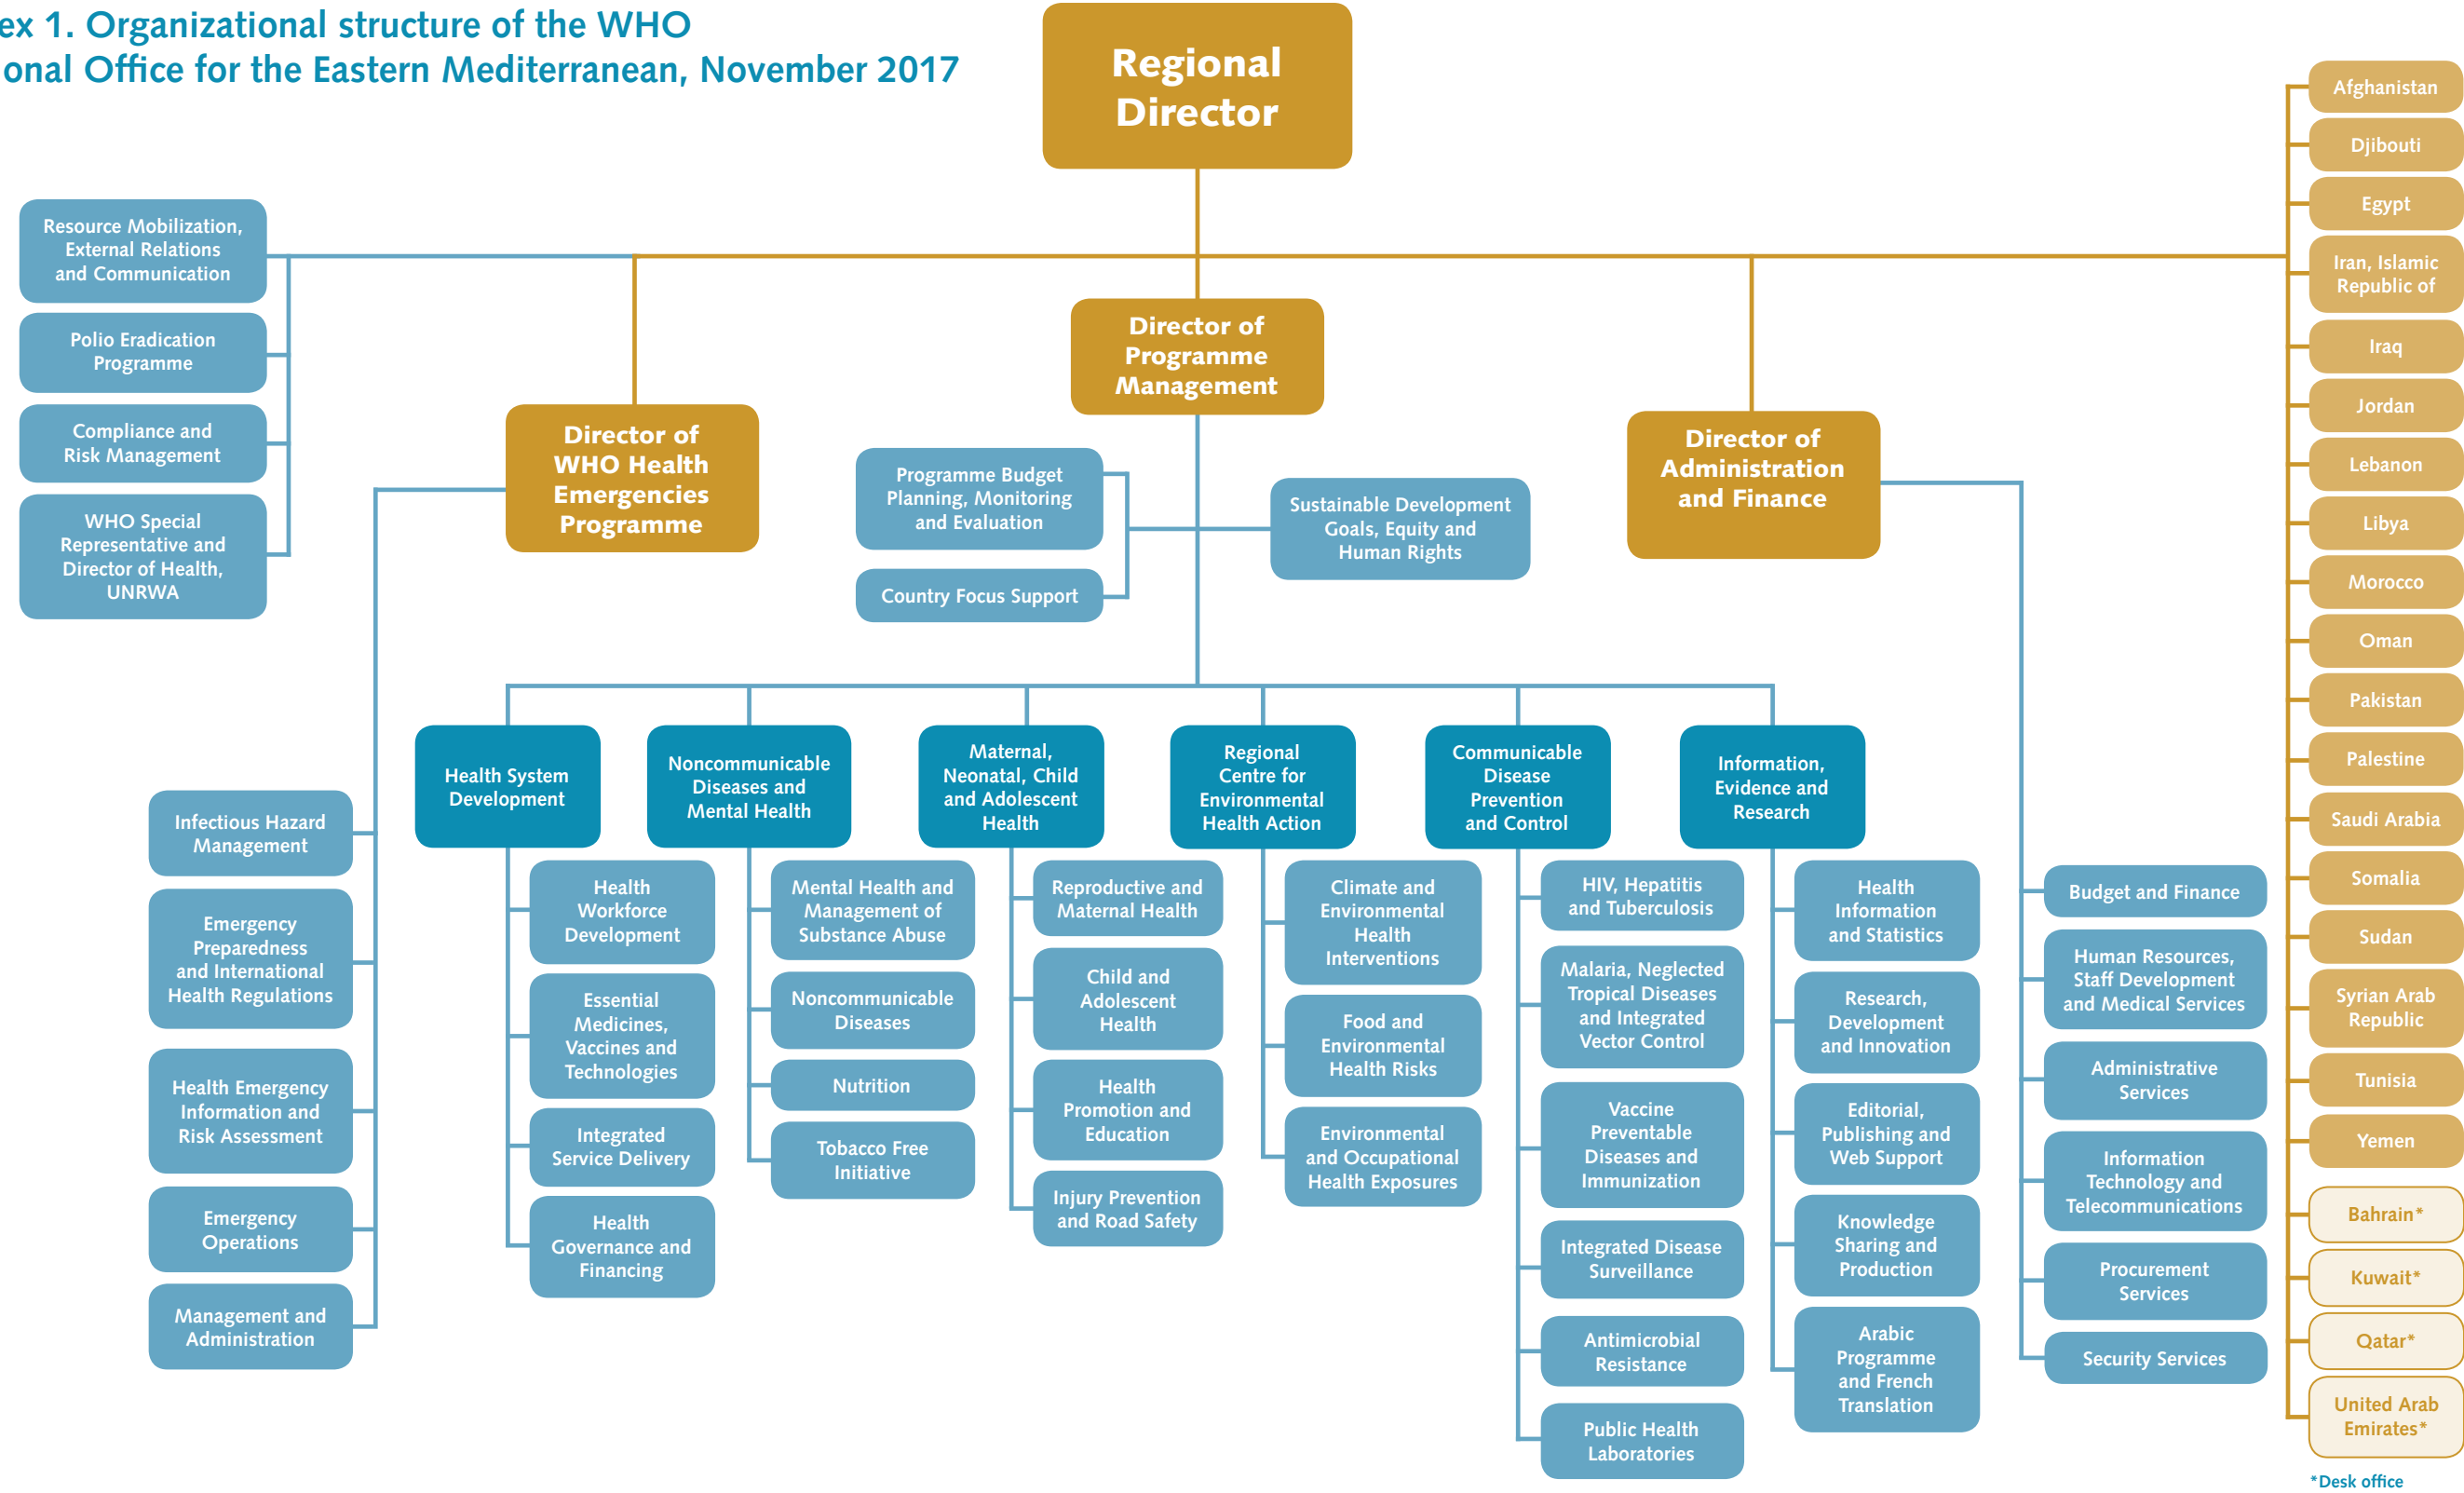 ex 1. Organizational structure of the WHO
ional Office for the Eastern Mediterranean, November 2017
Regional
Director
Resource Mobilization,
External Relations
and Communication
Polio Eradication
Programme
Compliance and
Risk Management
WHO Special
Representative and
Director of Health,
UNRWA
Director of
WHO Health
Emergencies
Programme
Director of
Programme
Management
Director of
Administration
and Finance
Programme Budget
Planning, Monitoring
and Evaluation
Country Focus Support
Sustainable Development
Goals, Equity and
Human Rights
Infectious Hazard
Management
Emergency
Preparedness
and International
Health Regulations
Health Emergency
Information and
Risk Assessment
Emergency
Operations
Management and
Administration
Health System
Development
Health
Workforce
Development
Essential
Medicines,
Vaccines and
Technologies
Integrated
Service Delivery
Health
Governance and
Financing
Noncommunicable
Diseases and
Mental Health
Mental Health and
Management of
Substance Abuse
Noncommunicable
Diseases
Nutrition
Tobacco Free
Initiative
Maternal,
Neonatal, Child
and Adolescent
Health
Reproductive and
Maternal Health
Child and
Adolescent
Health
Health
Promotion and
Education
Injury Prevention
and Road Safety
Regional
Centre for
Environmental
Health Action
Climate and
Environmental
Health
Interventions
Food and
Environmental
Health Risks
Environmental
and Occupational
Health Exposures
Communicable
Disease
Prevention
and Control
HIV, Hepatitis
and Tuberculosis
Malaria, Neglected
Tropical Diseases
and Integrated
Vector Control
Vaccine
Preventable
Diseases and
Immunization
Integrated Disease
Surveillance
Antimicrobial
Resistance
Public Health
Laboratories
Information,
Evidence and
Research
Health
Information
and Statistics
Research,
Development
and Innovation
Editorial,
Publishing and
Web Support
Knowledge
Sharing and
Production
Arabic
Programme
and French
Translation
Budget and Finance
Human Resources,
Staff Development
and Medical Services
Administrative
Services
Information
Technology and
Telecommunications
Procurement
Services
Security Services
Afghanistan
Djibouti
Egypt
Iran, Islamic
Republic of
Iraq
Jordan
Lebanon
Libya
Morocco
Oman
Pakistan
Palestine
Saudi Arabia
Somalia
Sudan
Syrian Arab
Republic
Tunisia
Yemen
Bahrain*
Kuwait*
Qatar*
United Arab
Emirates*
*Desk office